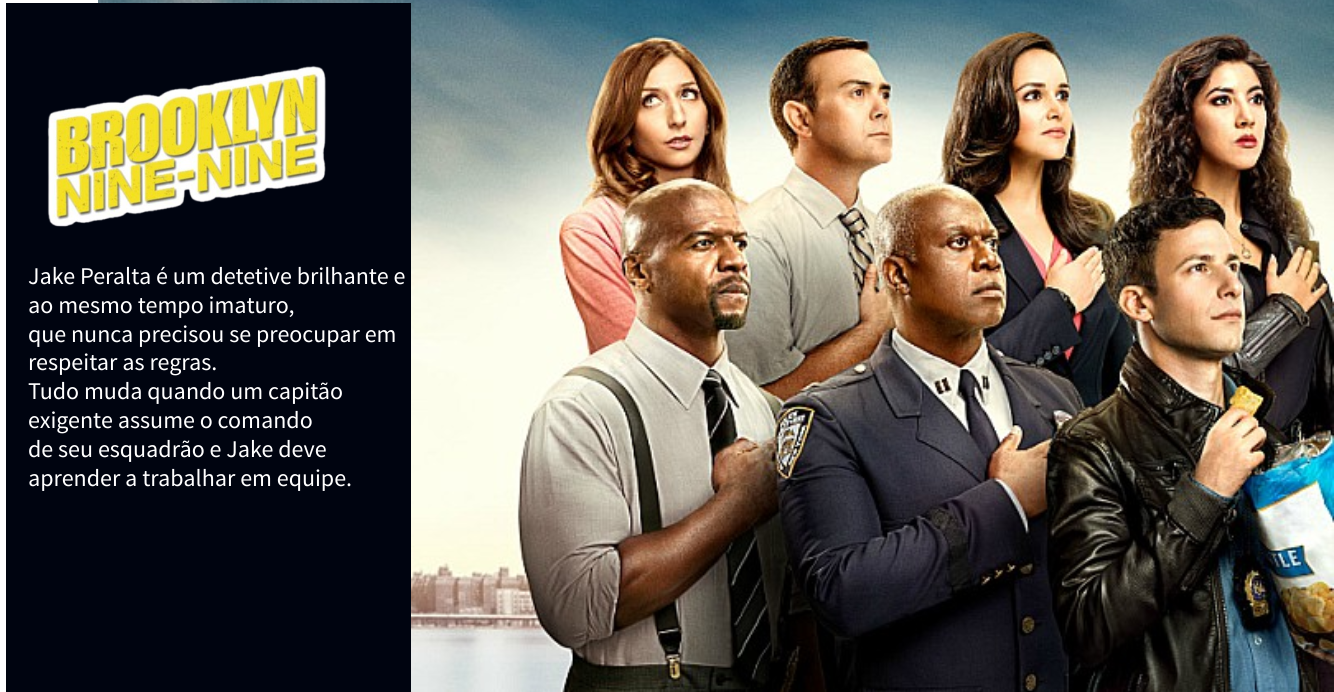 BROOKLYN
NINE-NINE
Jake Peralta é um detetive brilhante e
ao mesmo tempo imaturo,
que nunca precisou se preocupar em
respeitar as regras.
Tudo muda quando um capitão
exigente assume o comando
de seu esquadrão e Jake deve
aprender a trabalhar em equipe.